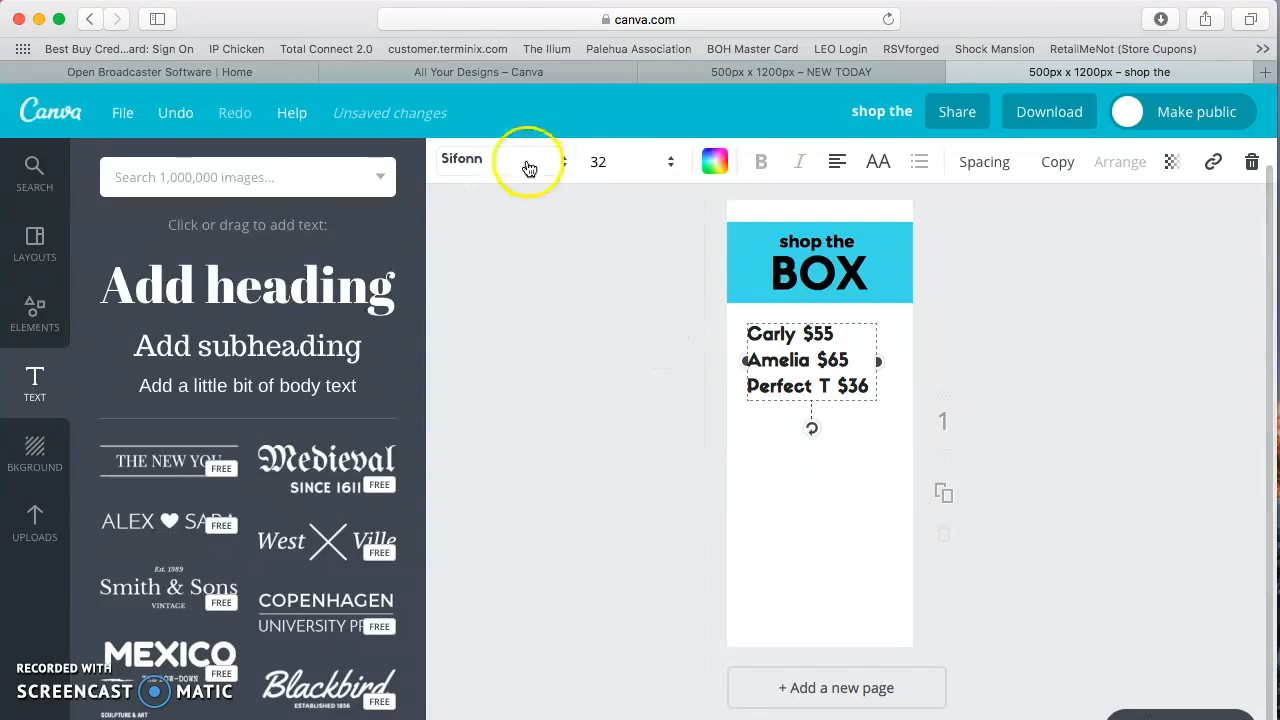 canva.com
Best Buy Cred...ard: Sign On IP Chicken Total Connect 2.0 customer.terminix.com The Ilium Palehua Association BOH Master Card LEO Login RSVforged Shock Mansion RetailMeNot (Store Cupons) >>
Open Broadcaster Software | Home All Your Designs – Canva 500px x 1200px – NEW TODAY 500px x 1200px – shop the +
Canva File Undo Redo Help Unsaved changes shop the Share Download Make public
Sifonn 32 B I AA Spacing Copy Arrange
SEARCH
LAYOUTS
ELEMENTS
TEXT
BKGROUND
UPLOADS
Search 1,000,000 images...
Click or drag to add text:
Add heading
Add subheading
Add a little bit of body text
THE NEW YOU FREE
Medieval
SINCE 1611 FREE
ALEX ♥ SARA FREE
West Ville FREE
Est. 1989
Smith & Sons
VINTAGE FREE
COPENHAGEN
UNIVERSITY PR FREE
MEXICO FREE
SCULPTURE & ART
Blackbird
ESTABLISHED 1856 FREE
shop the
BOX
Carly $55
Amelia $65
Perfect T $36
1
+ Add a new page
RECORDED WITH
SCREENCAST MATIC